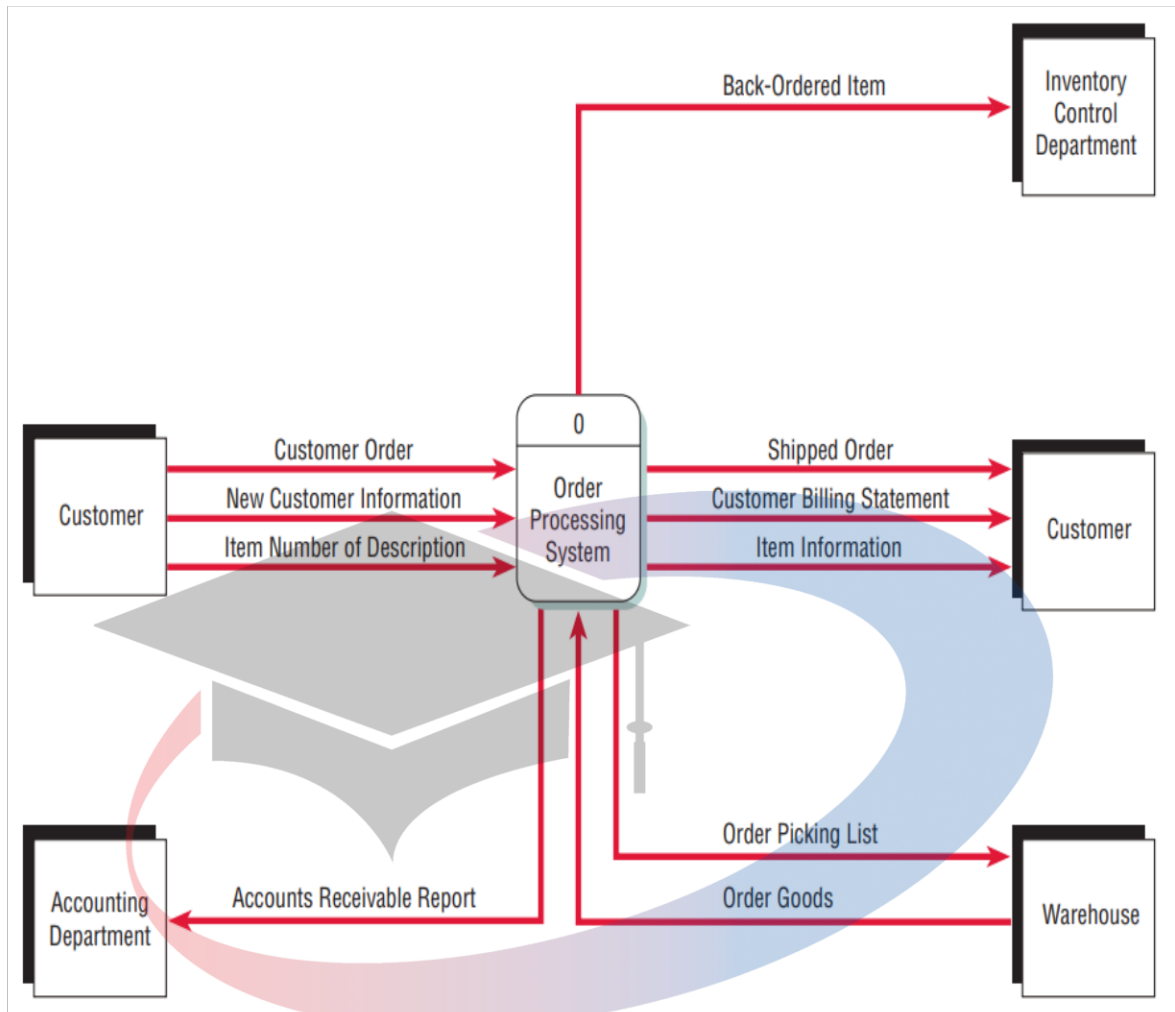 Back-Ordered Item
Inventory
Control
Department
0
Order
Processing
System
Customer
Customer Order
New Customer Information
Item Number of Description
Shipped Order
Customer Billing Statement
Item Information
Customer
Accounting
Department
Accounts Receivable Report
Order Picking List
Order Goods
Warehouse